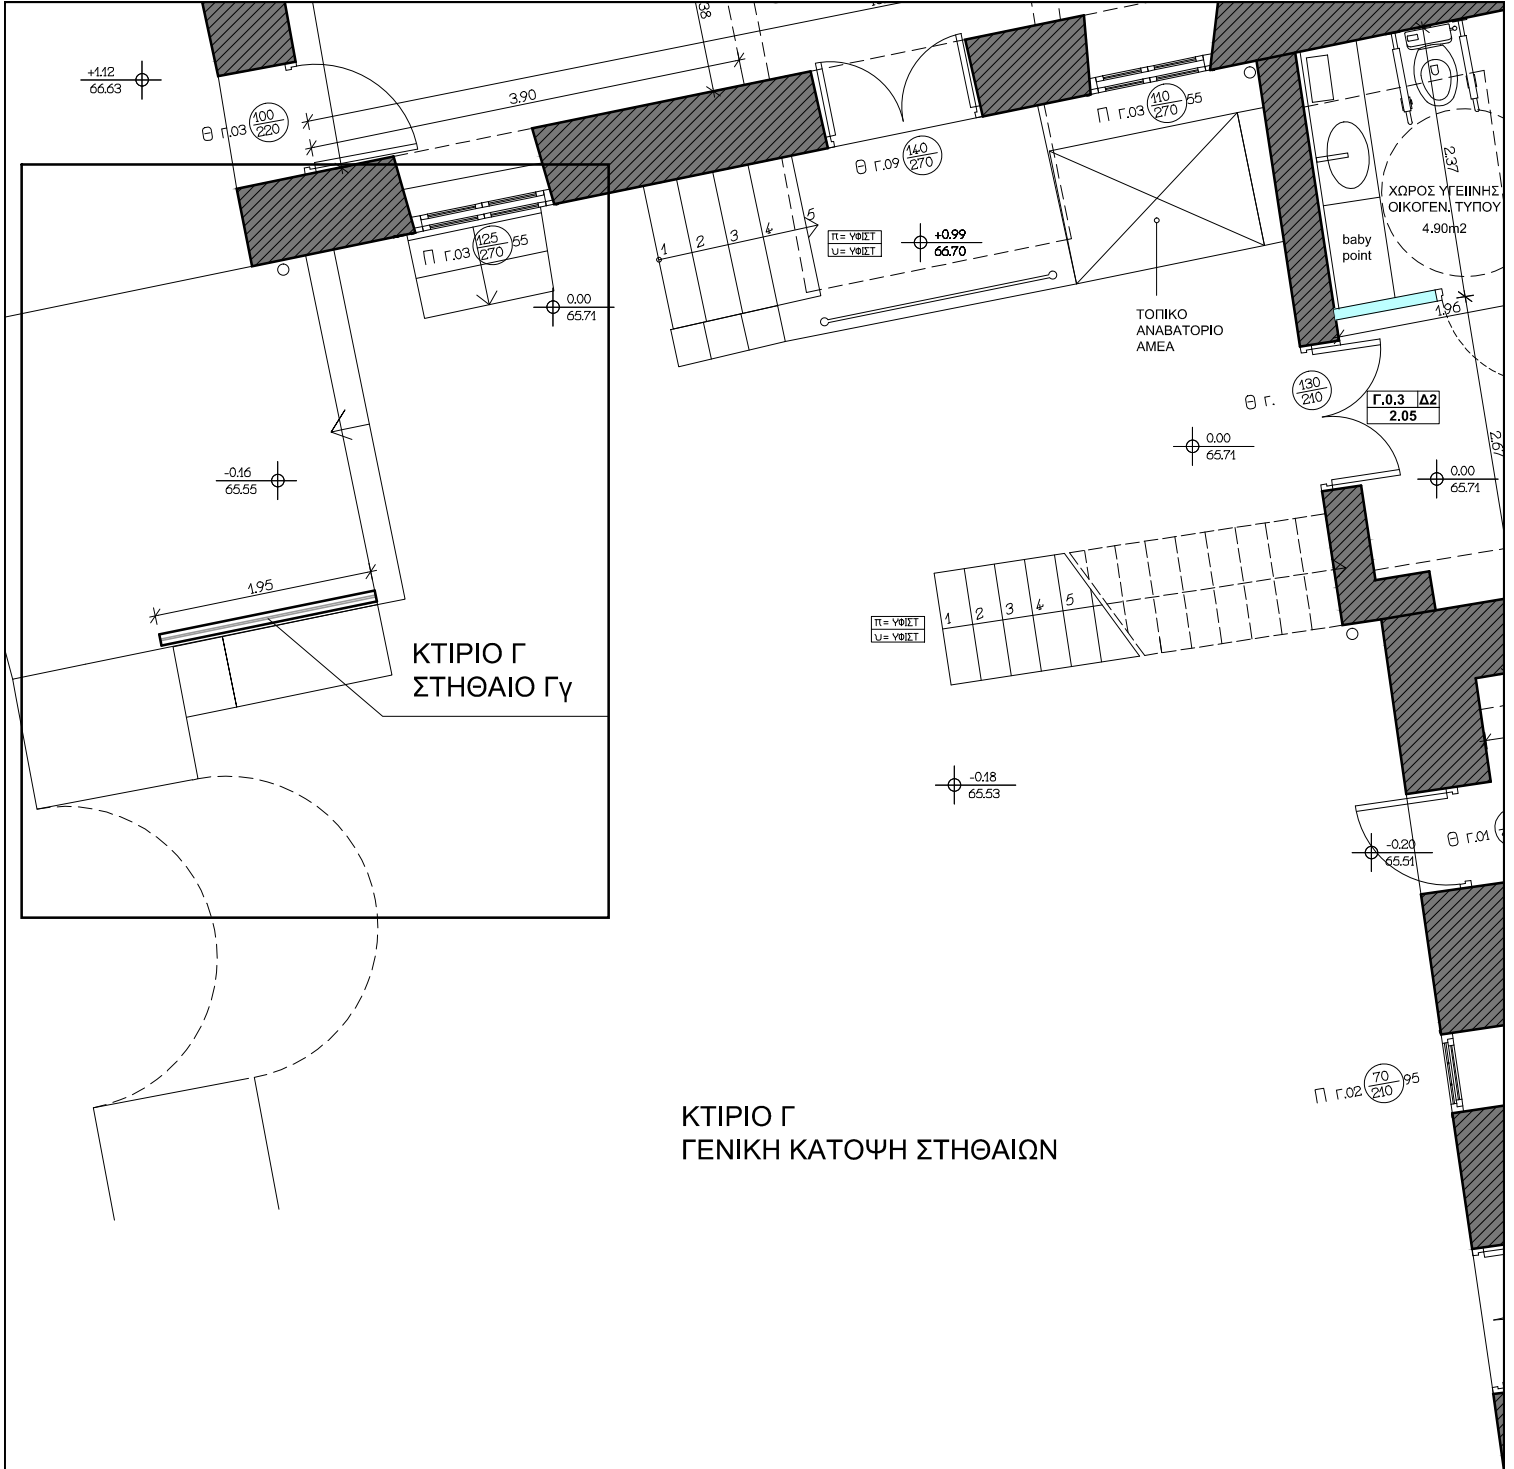 38
+1.12
66.63
3.90
Θ Γ.03 100
220
Π Γ.03 110 55
270
Θ Γ.09 140
270
2.37
ΧΩΡΟΣ ΥΓΕΙΙΝΗΣ
ΟΙΚΟΓΕΝ. ΤΥΠΟΥ
4.90m2
baby
point
1 2 3 4 5
Π= ΥΦΙΣΤ
U= ΥΦΙΣΤ
+0.99
66.70
Π Γ.03 125 55
270
0.00
65.71
ΤΟΠΙΚΟ
ΑΝΑΒΑΤΟΡΙΟ
ΑΜΕΑ
1.96
Θ Γ. 130
210
Γ.0.3 Δ2
2.05
0.00
65.71
2.67
0.00
65.71
-0.16
65.55
1.95
1 2 3 4 5
Π= ΥΦΙΣΤ
U= ΥΦΙΣΤ
ΚΤΙΡΙΟ Γ
ΣΤΗΘΑΙΟ Γγ
-0.18
65.53
-0.20
65.51
Θ Γ.01
Π Γ.02 70 95
210
ΚΤΙΡΙΟ Γ
ΓΕΝΙΚΗ ΚΑΤΟΨΗ ΣΤΗΘΑΙΩΝ